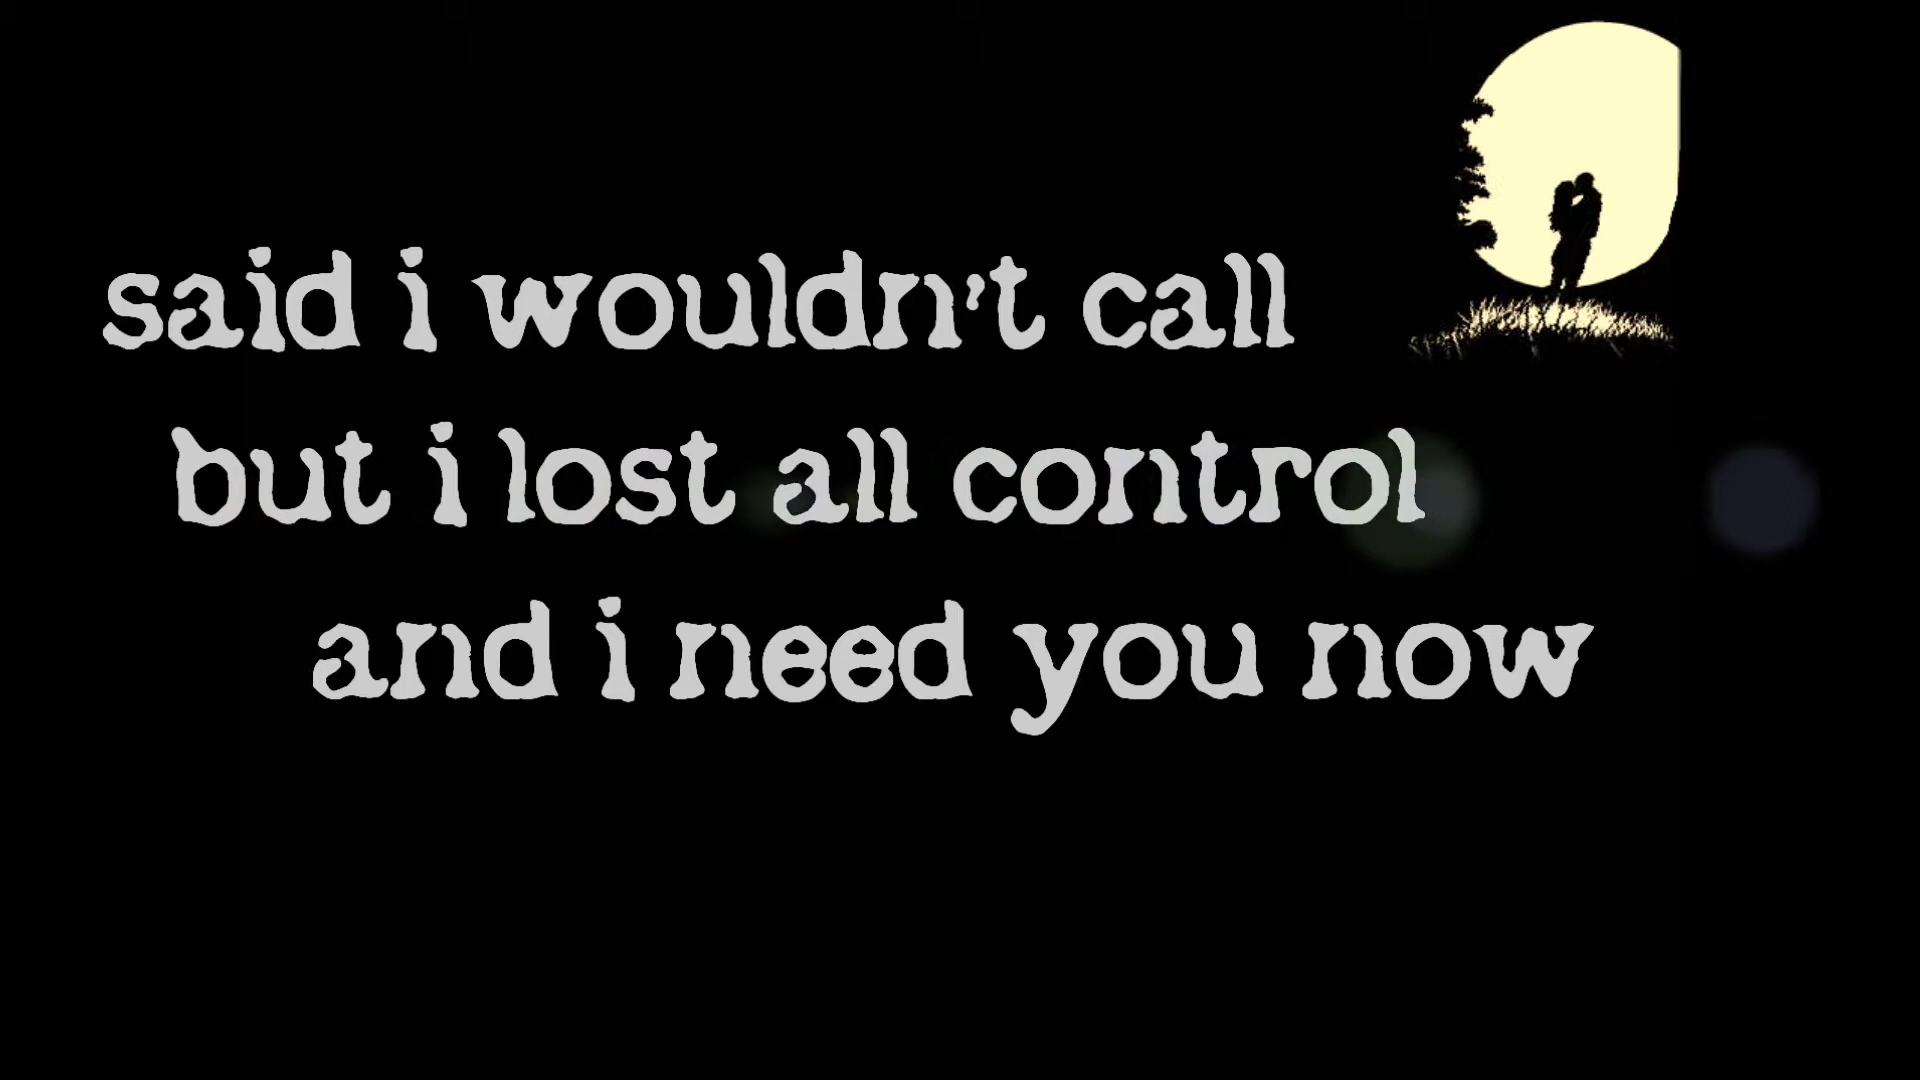 said i wouldn't call
but i lost all control
and i need you now